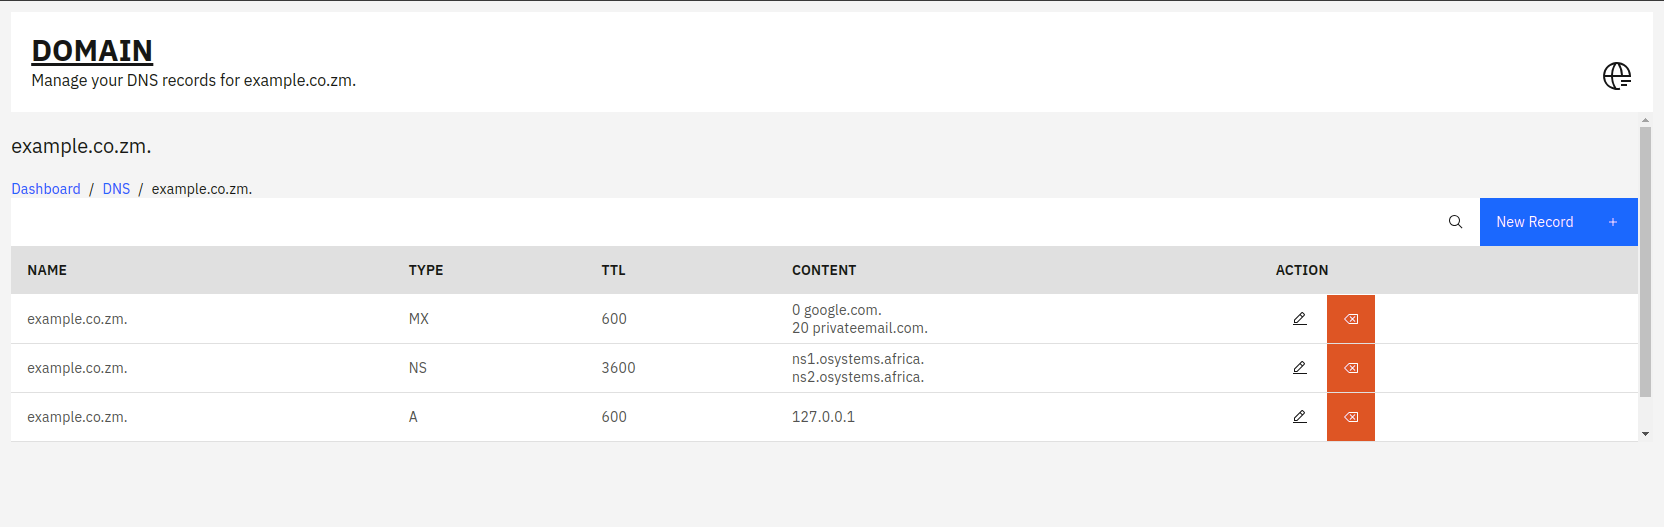 DOMAIN
Manage your DNS records for example.co.zm.
example.co.zm.
Dashboard / DNS / example.co.zm.
New Record +
NAME TYPE TTL CONTENT ACTION
example.co.zm. MX 600 0 google.com.
20 privateemail.com.
example.co.zm. NS 3600 ns1.osystems.africa.
ns2.osystems.africa.
example.co.zm. A 600 127.0.0.1